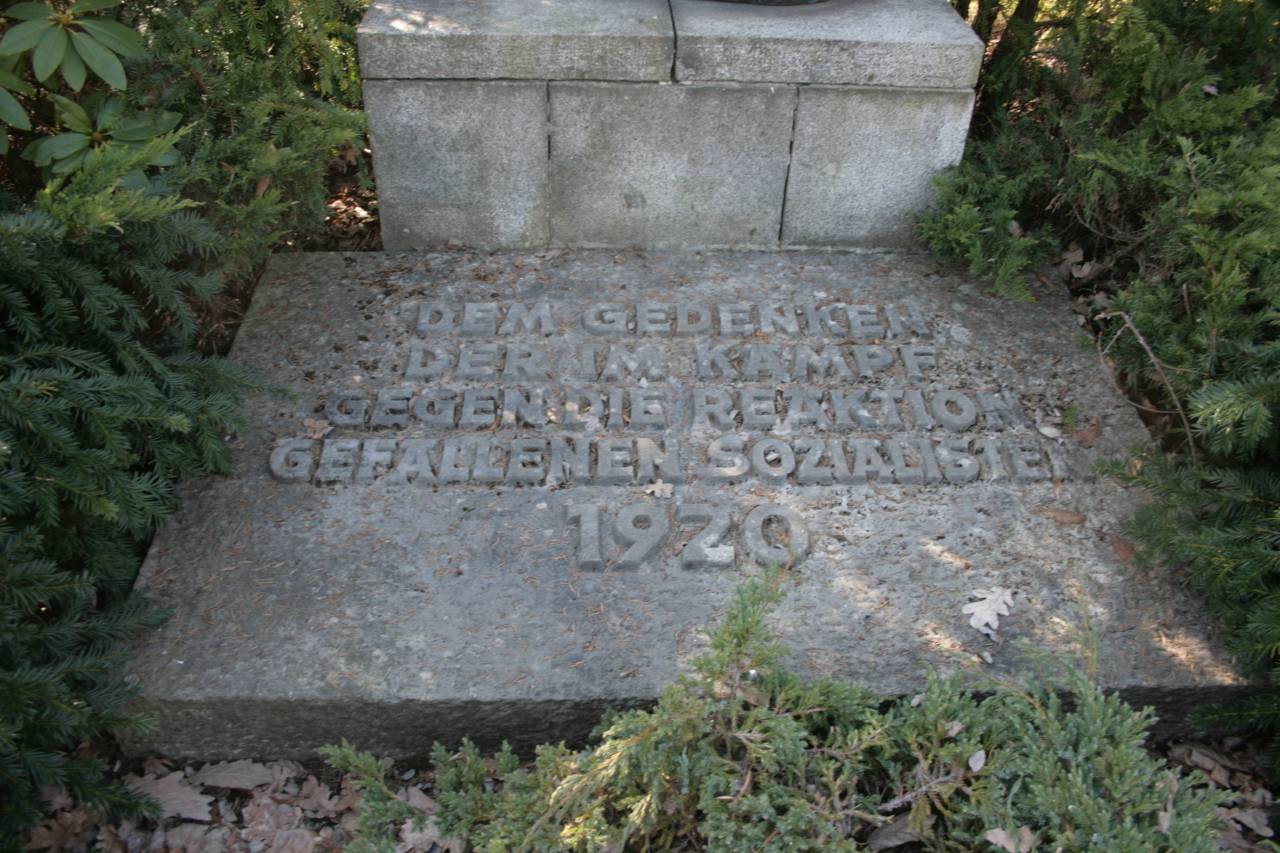 DEM GEDENKEN
DER IM KAMPF
GEGEN DIE REAKTION
GEFALLENEN SOZIALISTEN
1920